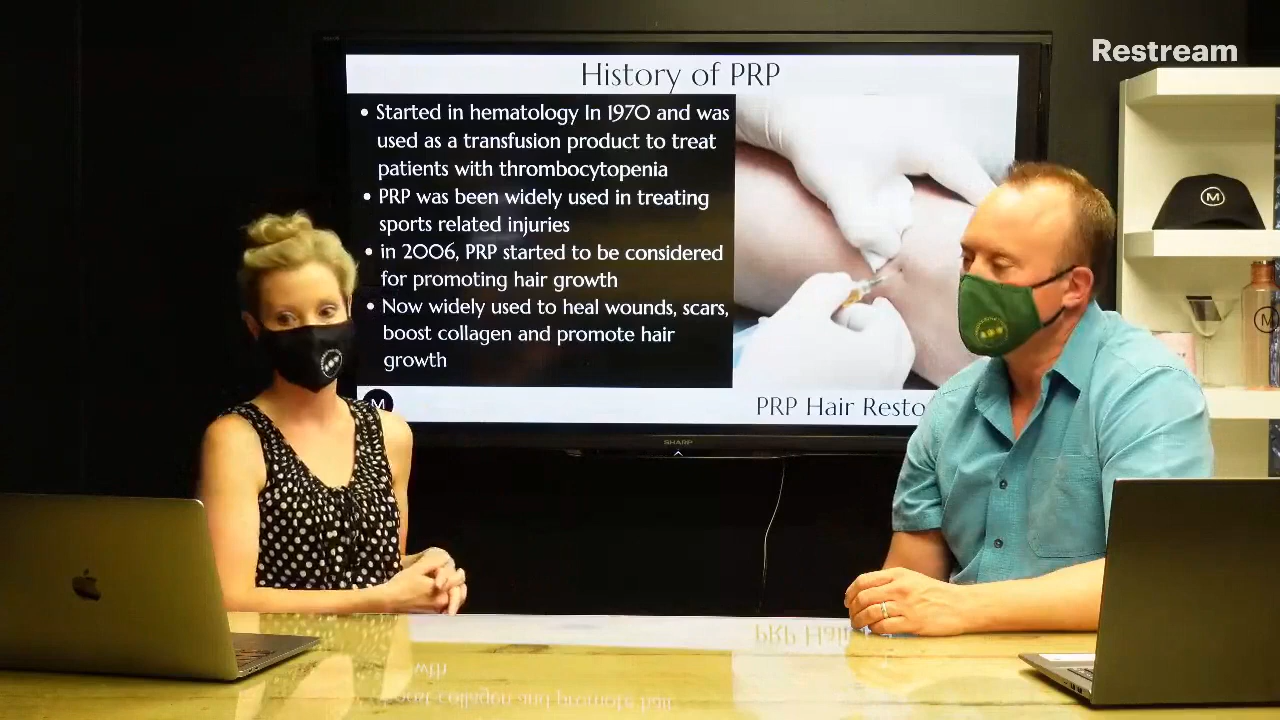 Restream
History of PRP
• Started in hematology In 1970 and was
used as a transfusion product to treat
patients with thrombocytopenia
• PRP was been widely used in treating
sports related injuries
• in 2006, PRP started to be considered
for promoting hair growth
• Now widely used to heal wounds, scars,
boost collagen and promote hair
growth
M
PRP Hair Resto
SHARP
M
M